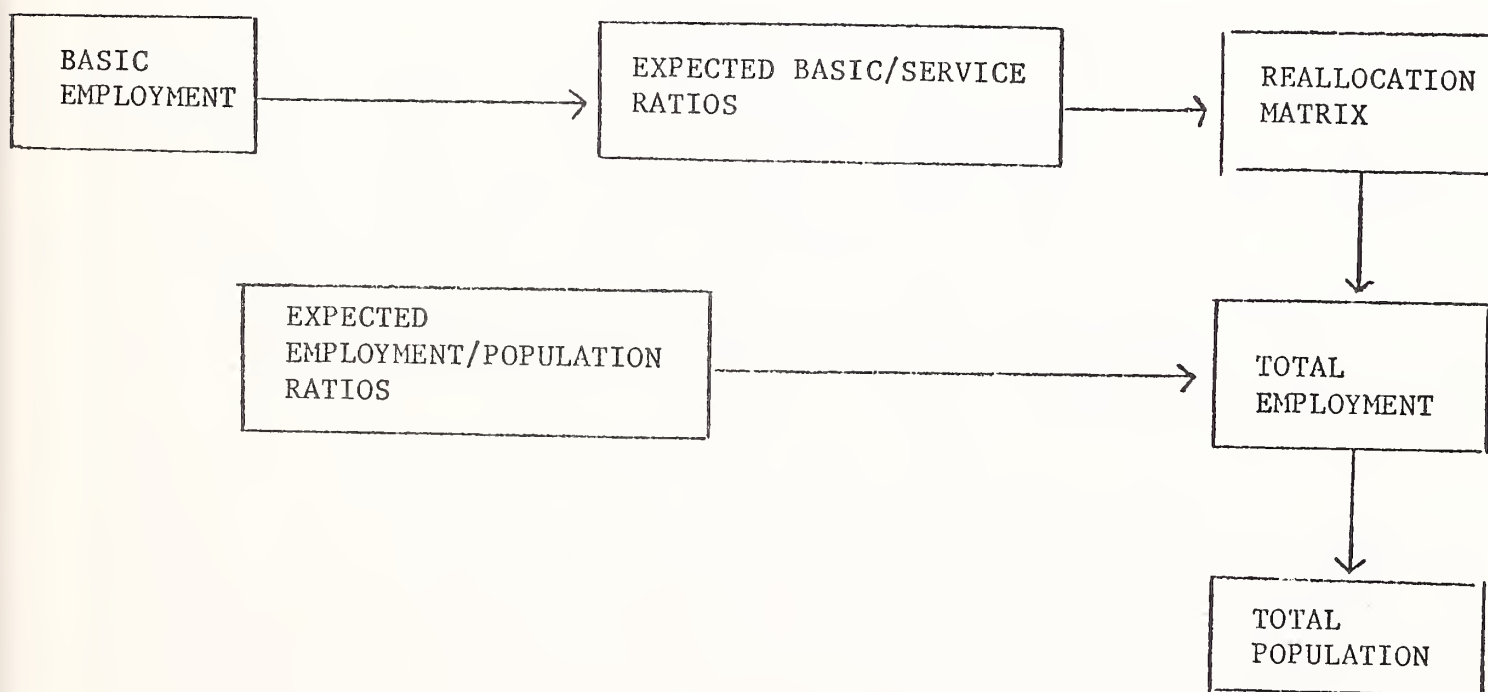 BASIC
EMPLOYMENT
EXPECTED BASIC/SERVICE
RATIOS
REALLOCATION
MATRIX
EXPECTED
EMPLOYMENT/POPULATION
RATIOS
TOTAL
EMPLOYMENT
TOTAL
POPULATION